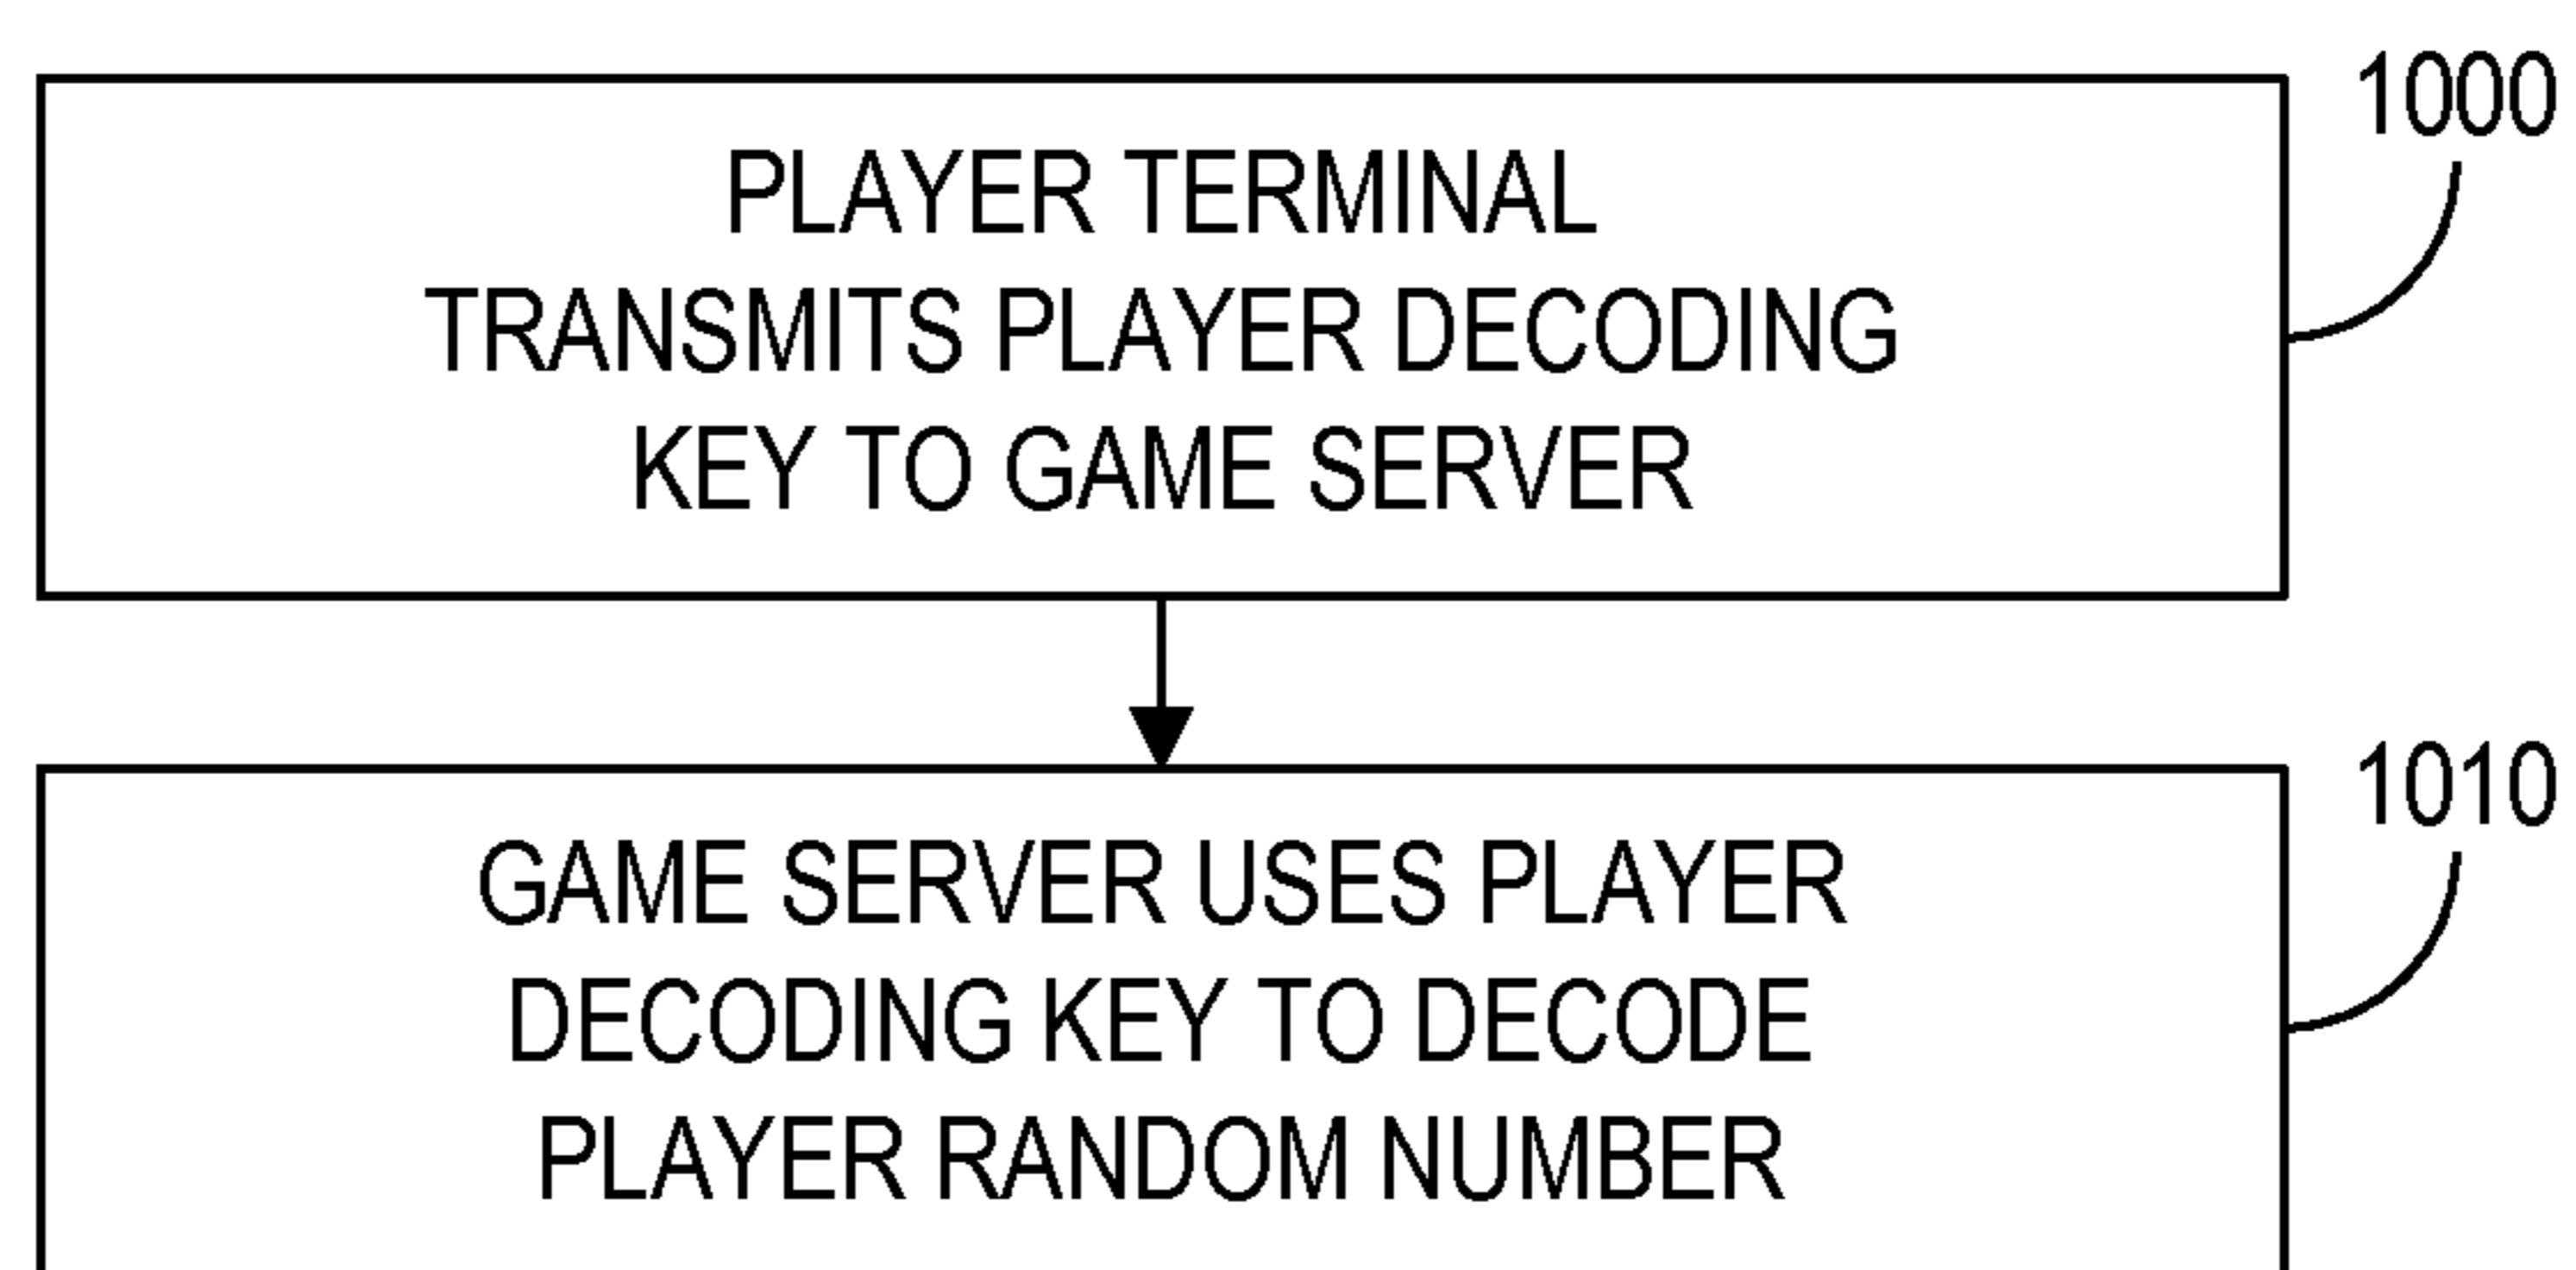 1000
PLAYER TERMINAL
TRANSMITS PLAYER DECODING
KEY TO GAME SERVER
1010
GAME SERVER USES PLAYER
DECODING KEY TO DECODE
PLAYER RANDOM NUMBER